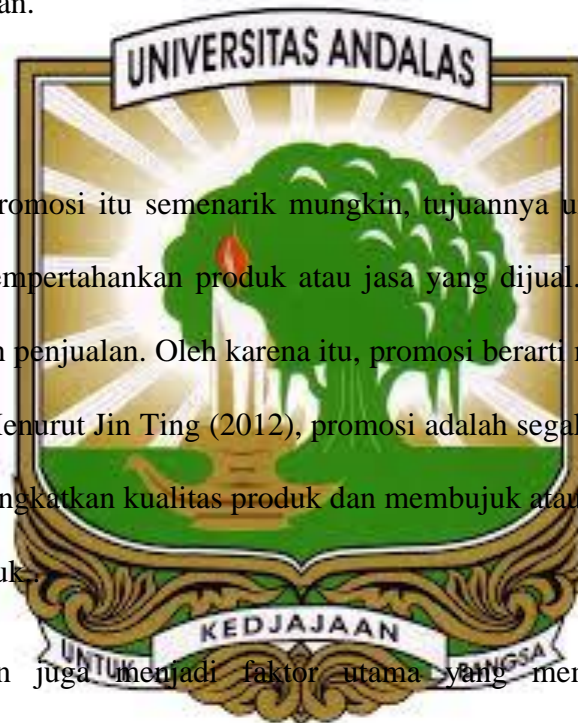 an.
UNIVERSITAS ANDALAS
romosi itu semenarik mungkin, tujuannya u
empertahankan produk atau jasa yang dijual.
n penjualan. Oleh karena itu, promosi berarti
Menurut Jin Ting (2012), promosi adalah segal
ngkatkan kualitas produk dan membujuk atau
uk..
KEDJAJAAN
UNTUK BANGSA
n juga menjadi faktor utama yang mer